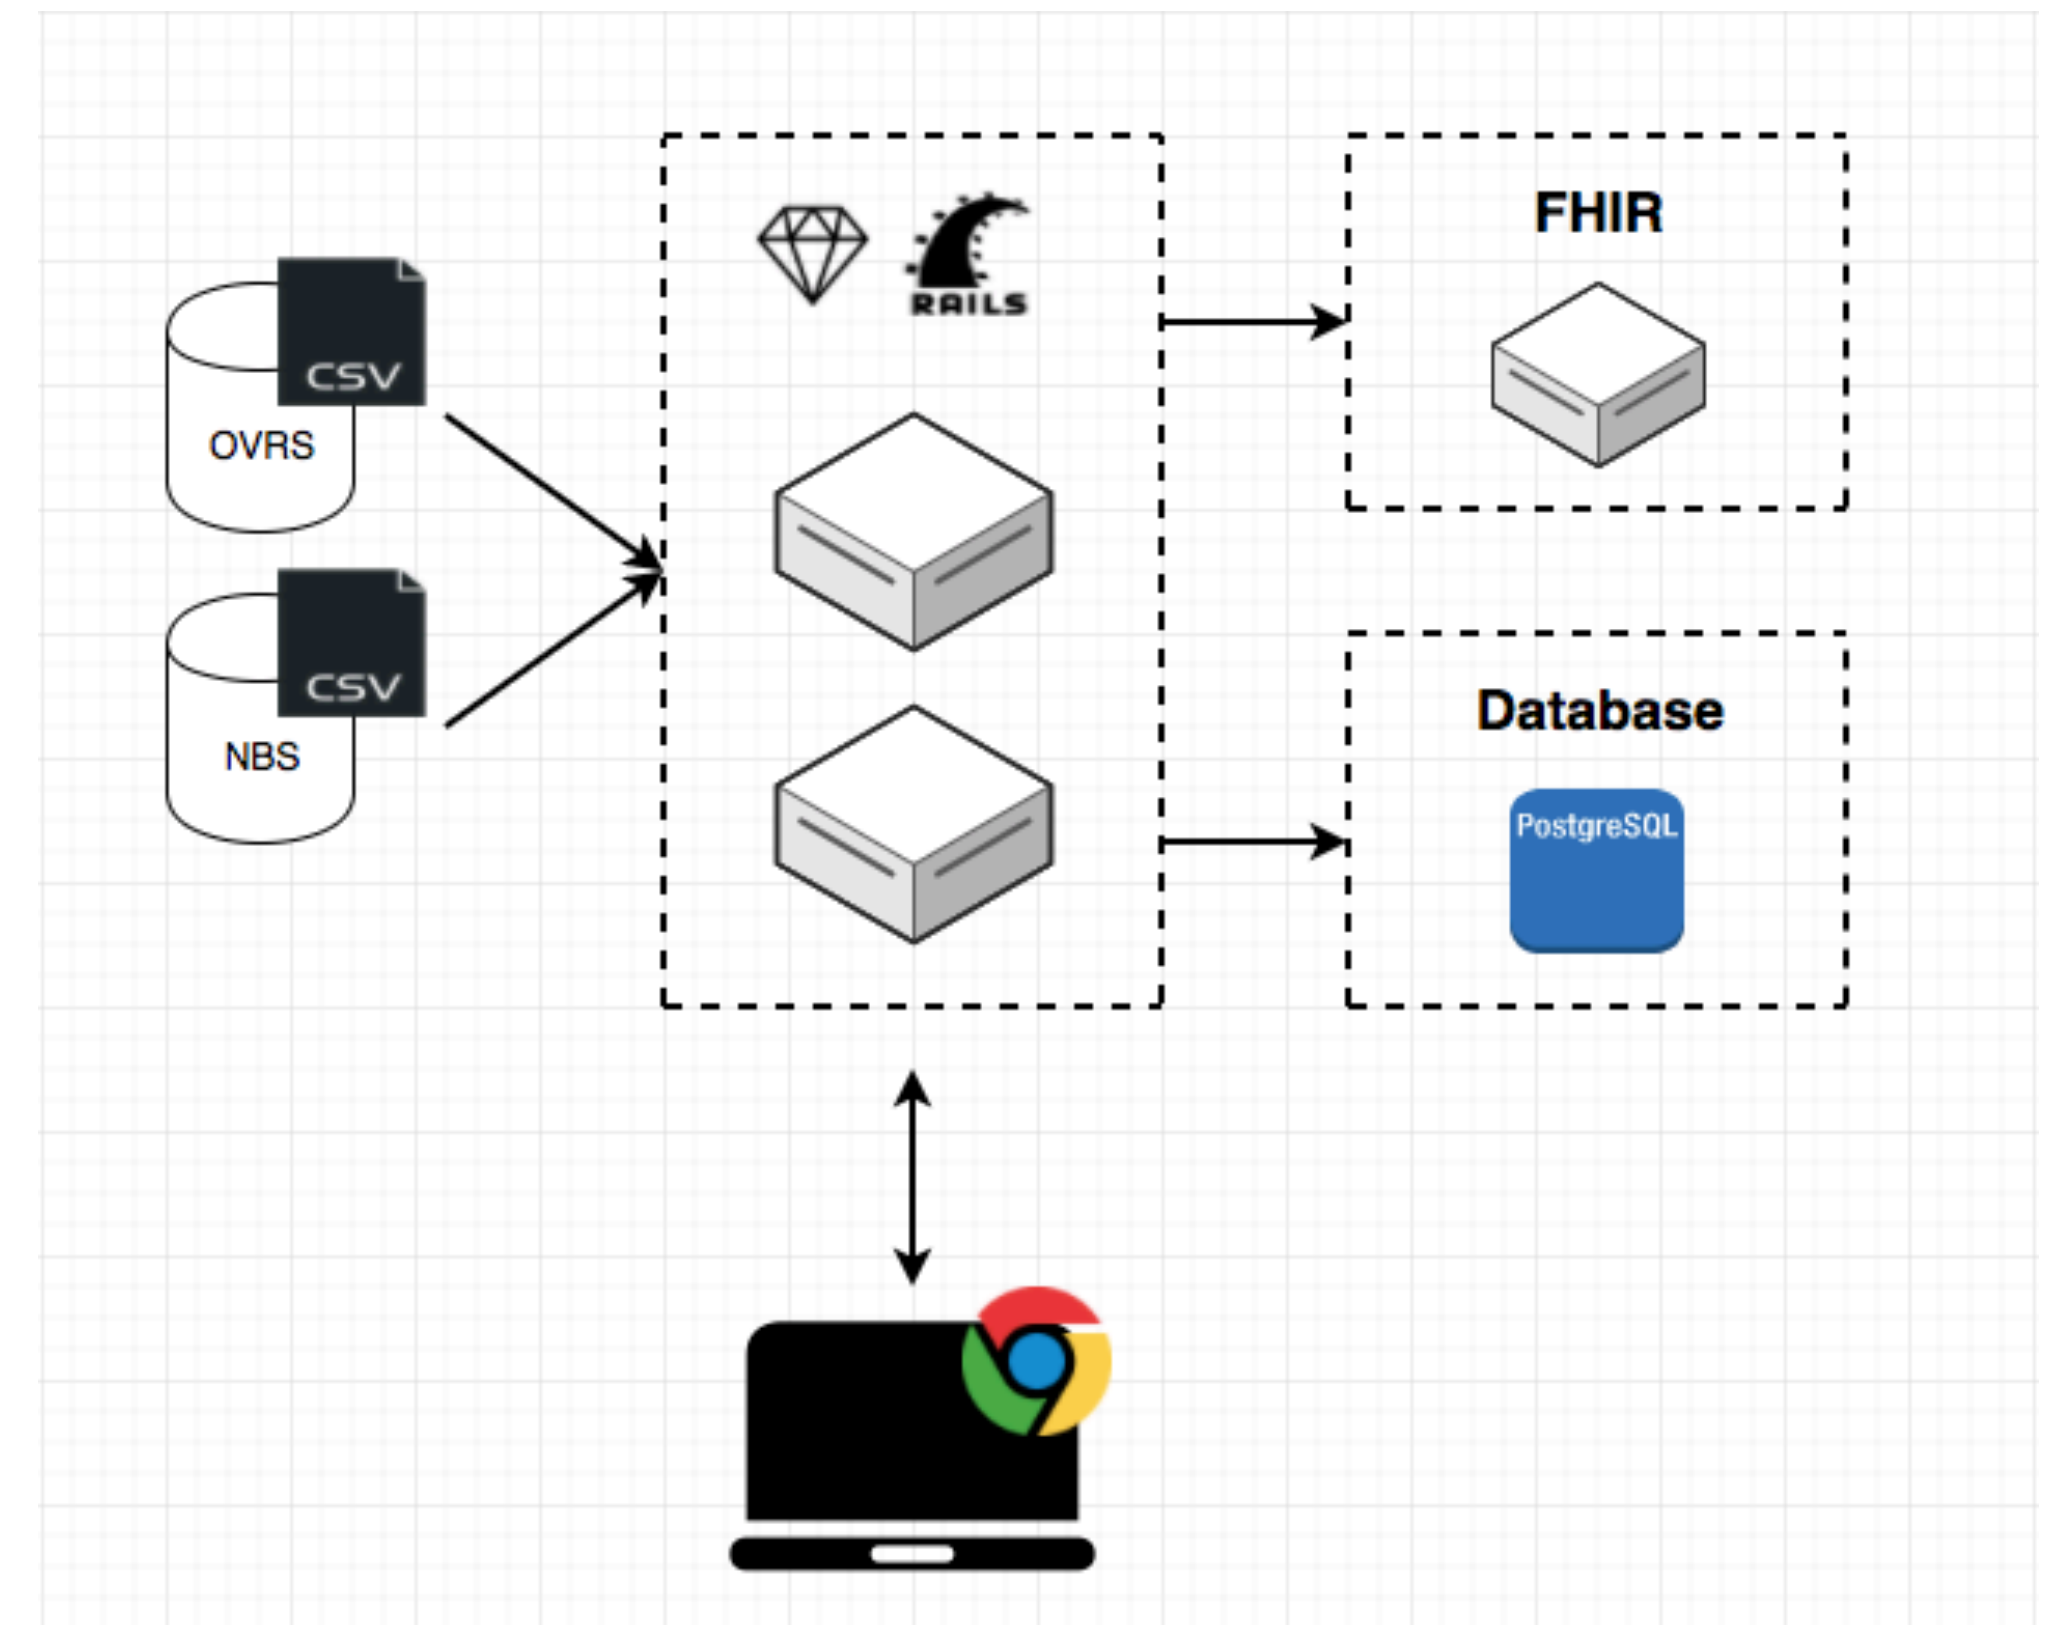 CSV
OVRS
CSV
NBS
RAILS
FHIR
Database
PostgreSQL